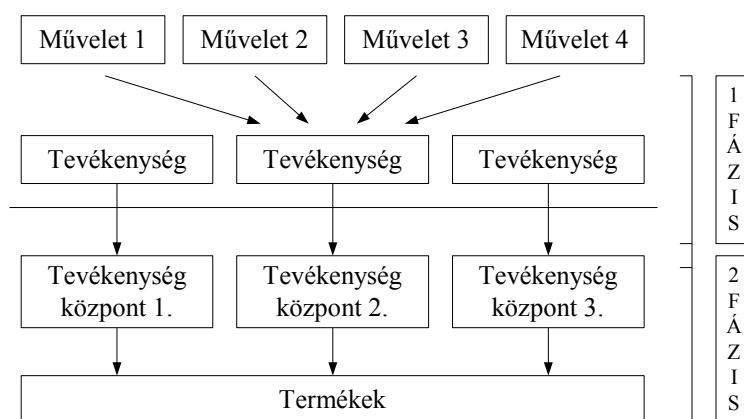 Művelet 1
Művelet 2
Művelet 3
Művelet 4
Tevékenység
Tevékenység
Tevékenység
1
F
Á
Z
I
S
Tevékenység
központ 1.
Tevékenység
központ 2.
Tevékenység
központ 3.
2
F
Á
Z
I
S
Termékek